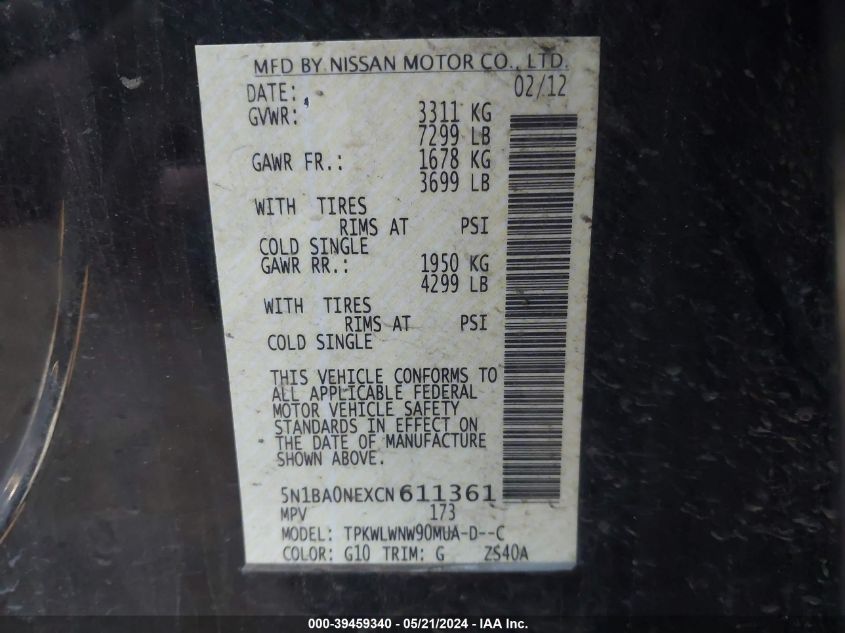 MFD BY NISSAN MOTOR CO., LTD.
DATE: 02/12
GVWR: 3311 KG
7299 LB
GAWR FR.: 1678 KG
3699 LB
WITH TIRES
RIMS AT PSI
COLD SINGLE
GAWR RR.: 1950 KG
4299 LB
WITH TIRES
RIMS AT PSI
COLD SINGLE
THIS VEHICLE CONFORMS TO
ALL APPLICABLE FEDERAL
MOTOR VEHICLE SAFETY
STANDARDS IN EFFECT ON
THE DATE OF MANUFACTURE
SHOWN ABOVE.
5N1BA0NEXCN611361
MPV 173
MODEL: TPKWLWNW90MUA-D--C
COLOR: G10 TRIM: G ZS40A
000-39459340 - 05/21/2024 - IAA Inc.